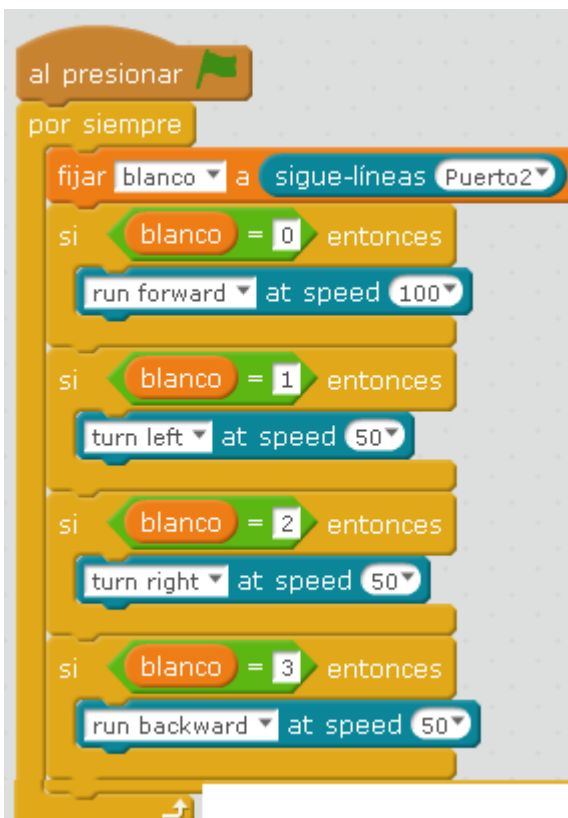 al presionar
por siempre
fijar blanco a sigue-líneas Puerto2
si blanco = 0 entonces
run forward at speed 100
si blanco = 1 entonces
turn left at speed 50
si blanco = 2 entonces
turn right at speed 50
si blanco = 3 entonces
run backward at speed 50